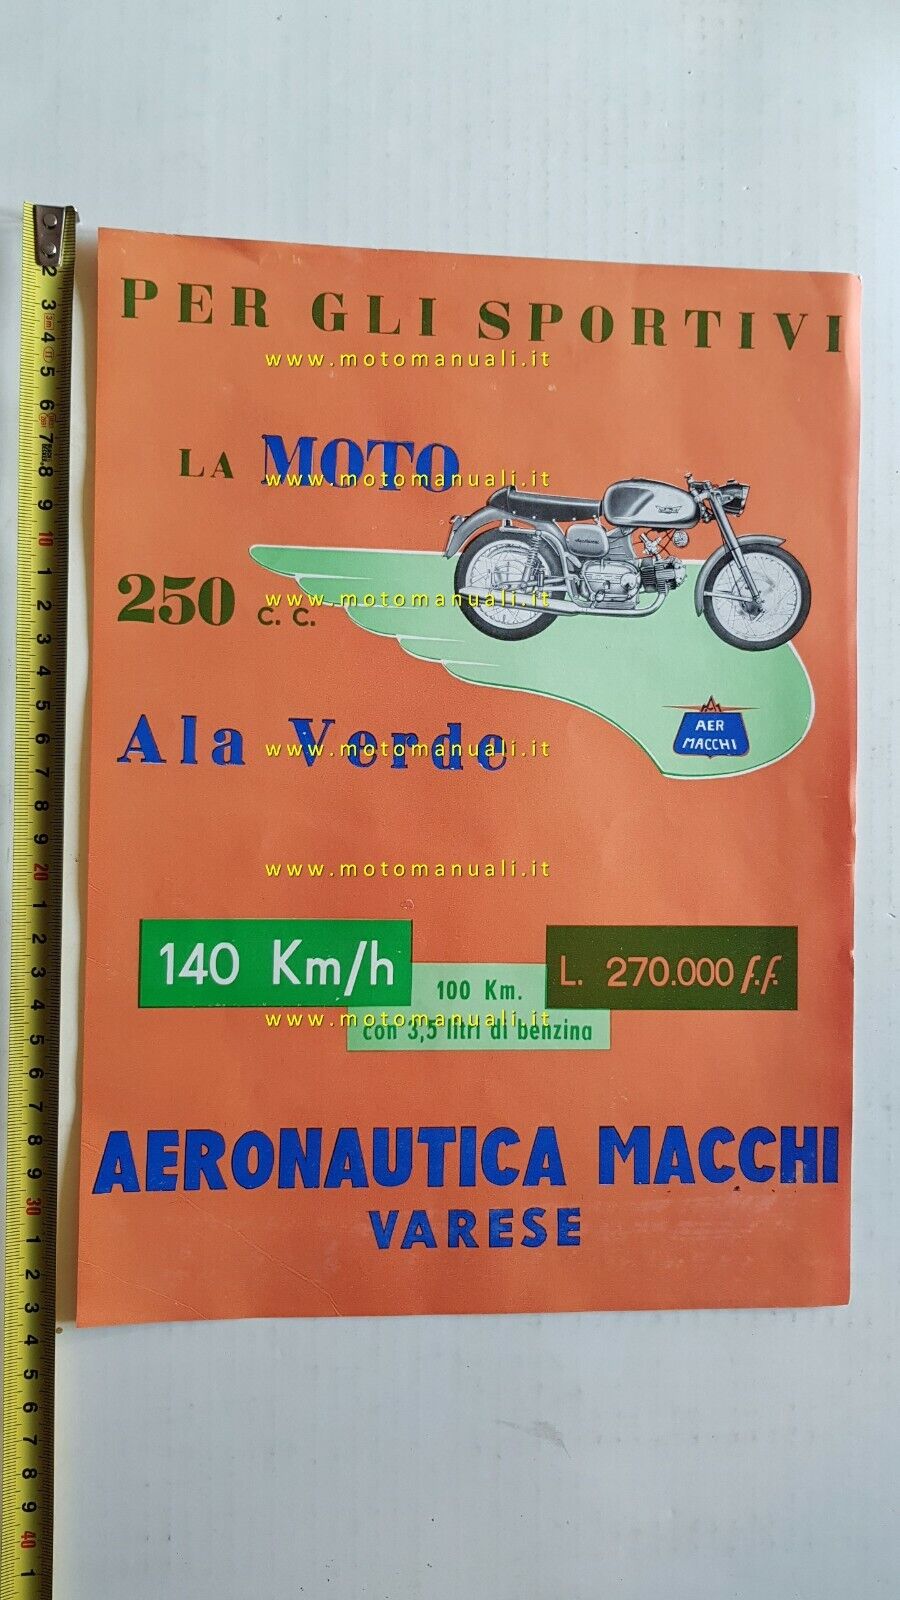 PER GLI SPORTIVI
www.motomanuali.it
LA MOTO
www.motomanuali.it
250 c.c.
www.motomanuali.it
AER
MACCHI
Ala Verde
www.motomanuali.it
www.motomanuali.it
140 Km/h
L. 270.000 f.f.
100 Km.
con 3,5 litri di benzina
www.motomanuali.it
AERONAUTICA MACCHI
VARESE